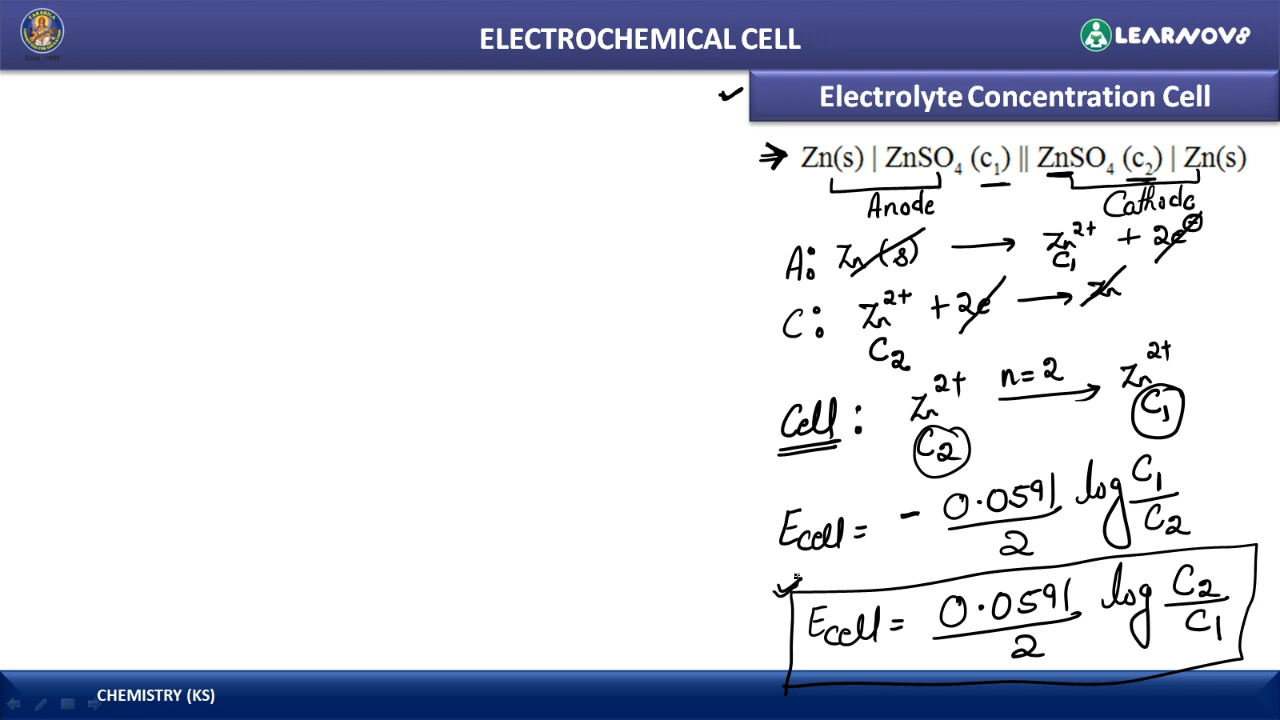 ELECTROCHEMICAL CELL
LEARNOV8
Electrolyte Concentration Cell
Zn(s) | ZnSO₄ (c₁) || ZnSO₄ (c₂) | Zn(s)
Anode Cathode
A: Zn(s) → Zn²⁺ + 2e⊖
C₁
C: Zn²⁺ + 2e → Zn
C₂
Cell: Zn²⁺ n=2 → Zn²⁺
C₂ C₁
Ecell = - 0.0591/2 log C₁/C₂
Ecell = 0.0591/2 log C₂/C₁
CHEMISTRY (KS)